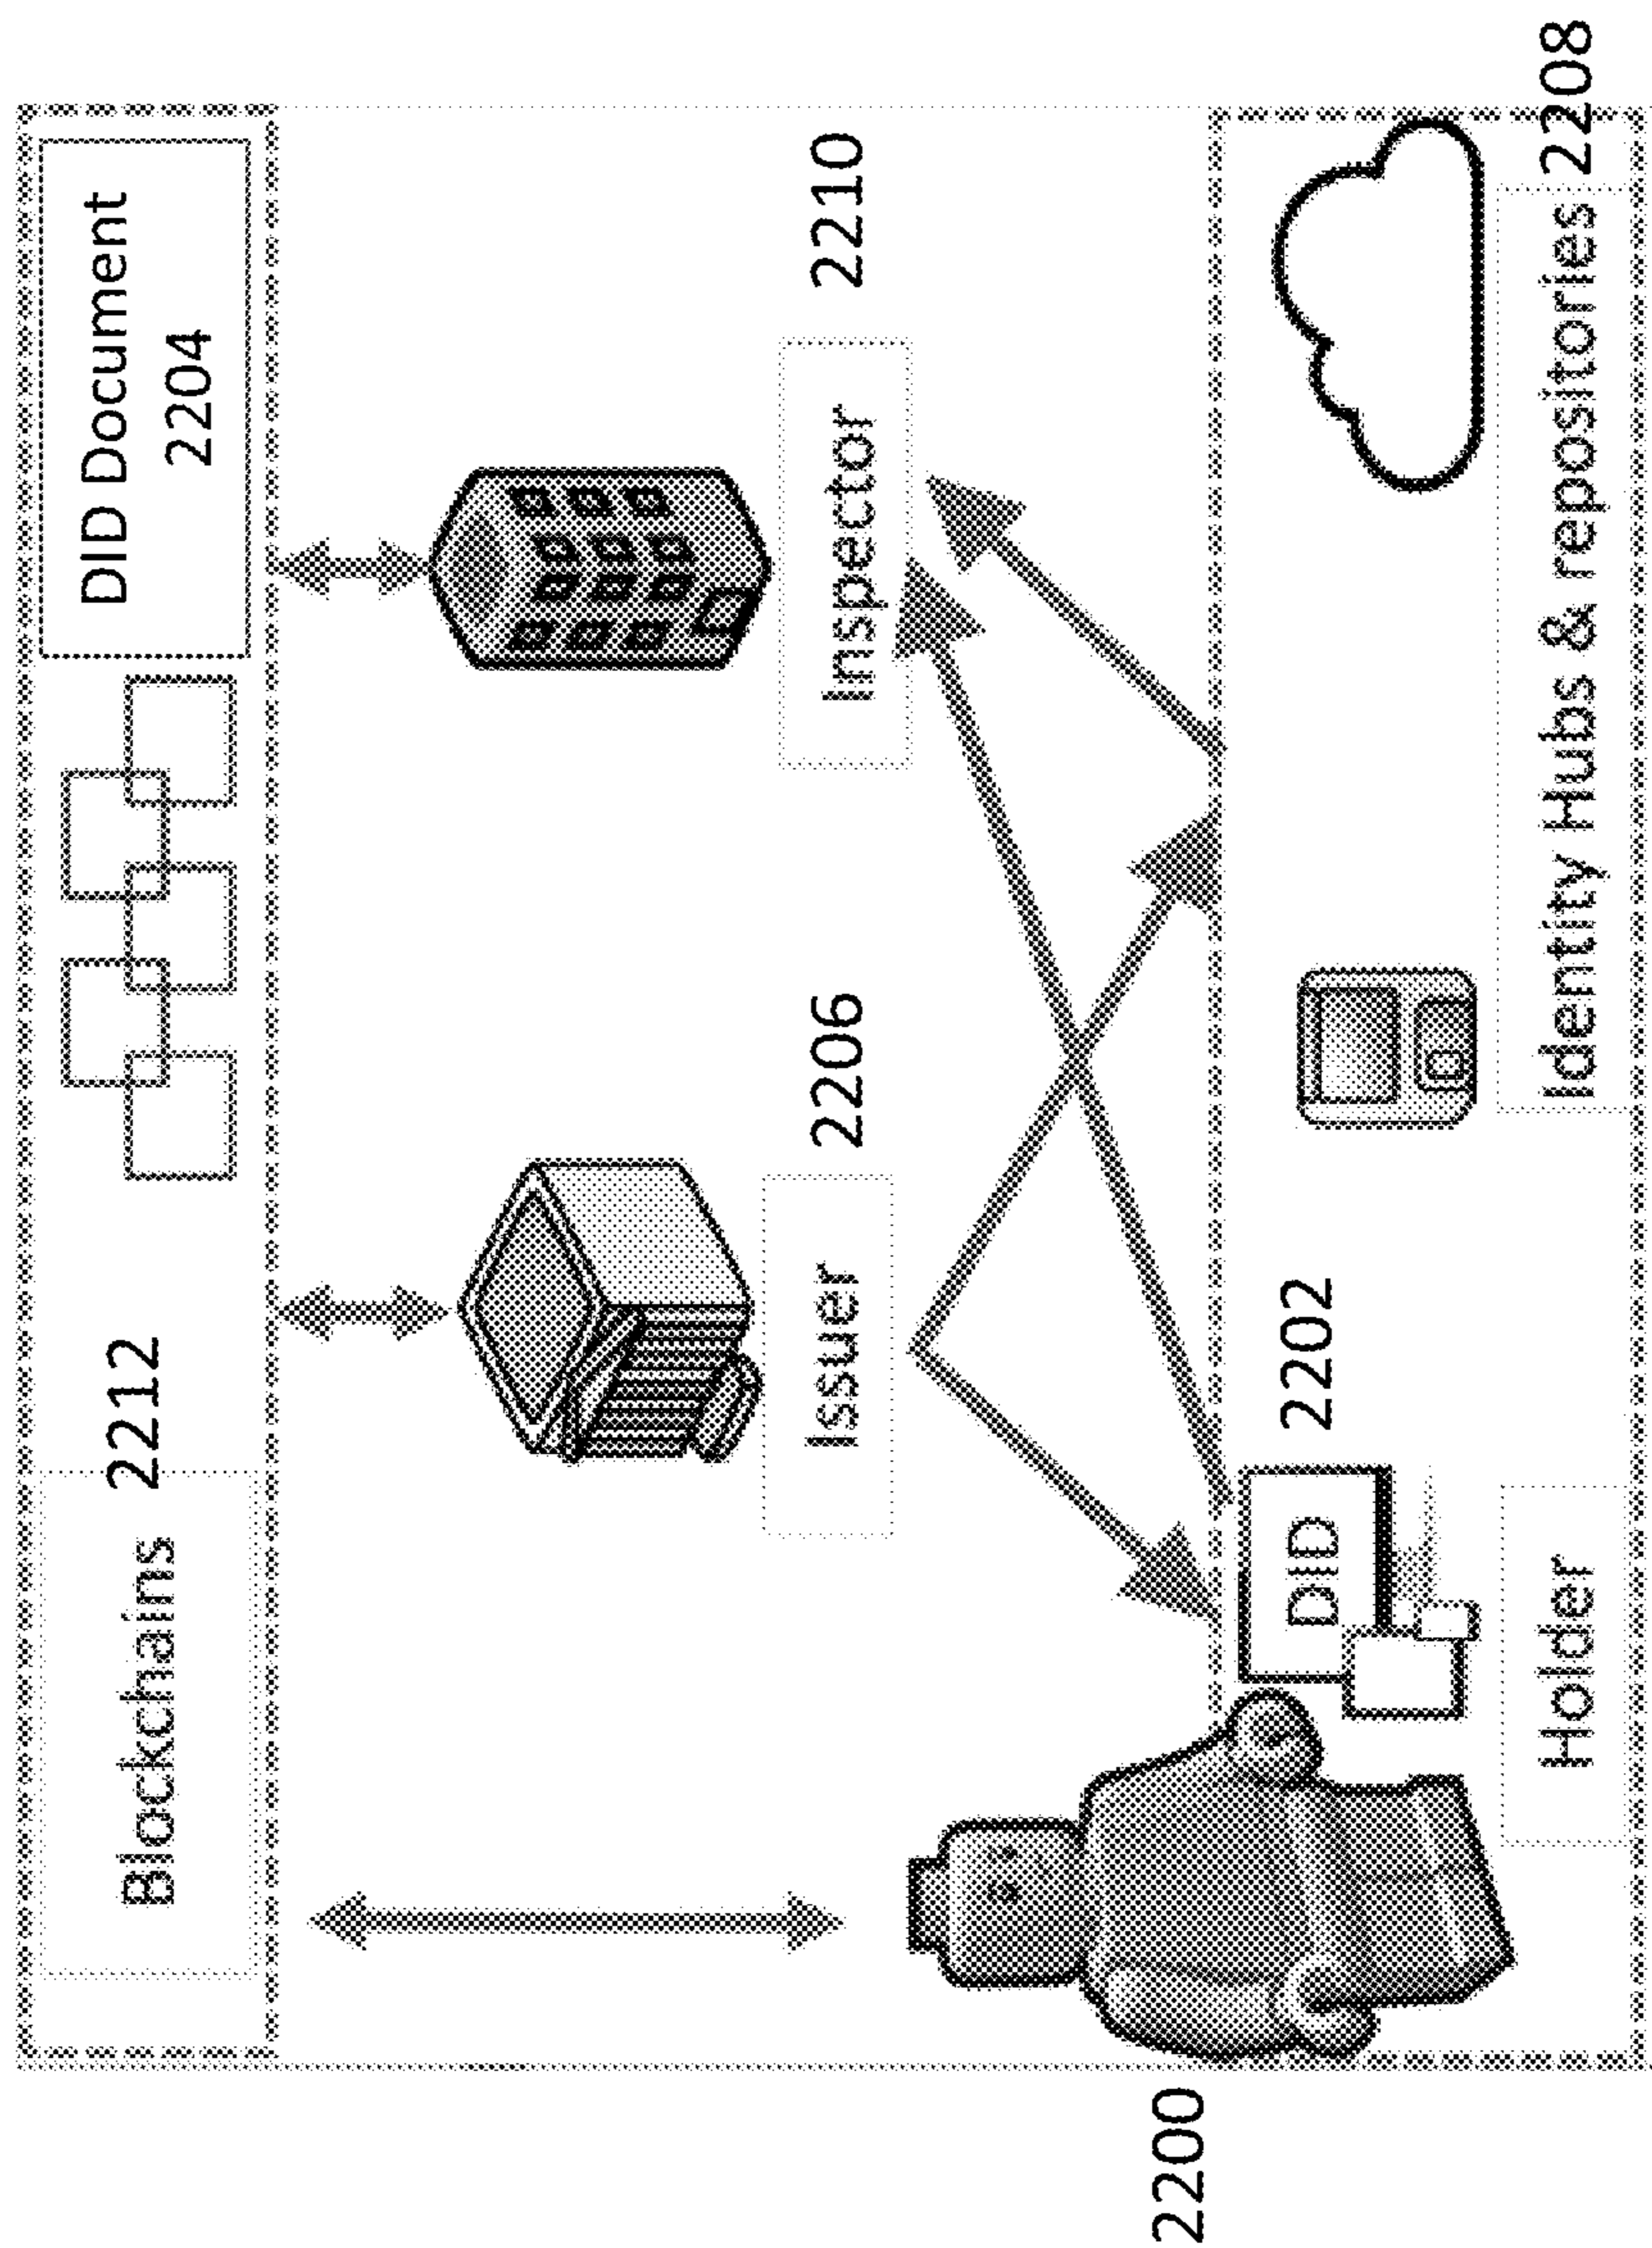 Blockchains 2212
DID Document
2204
Issuer 2206
Inspector 2210
2200
DID
2202
Holder
Identity Hubs & repositories 2208